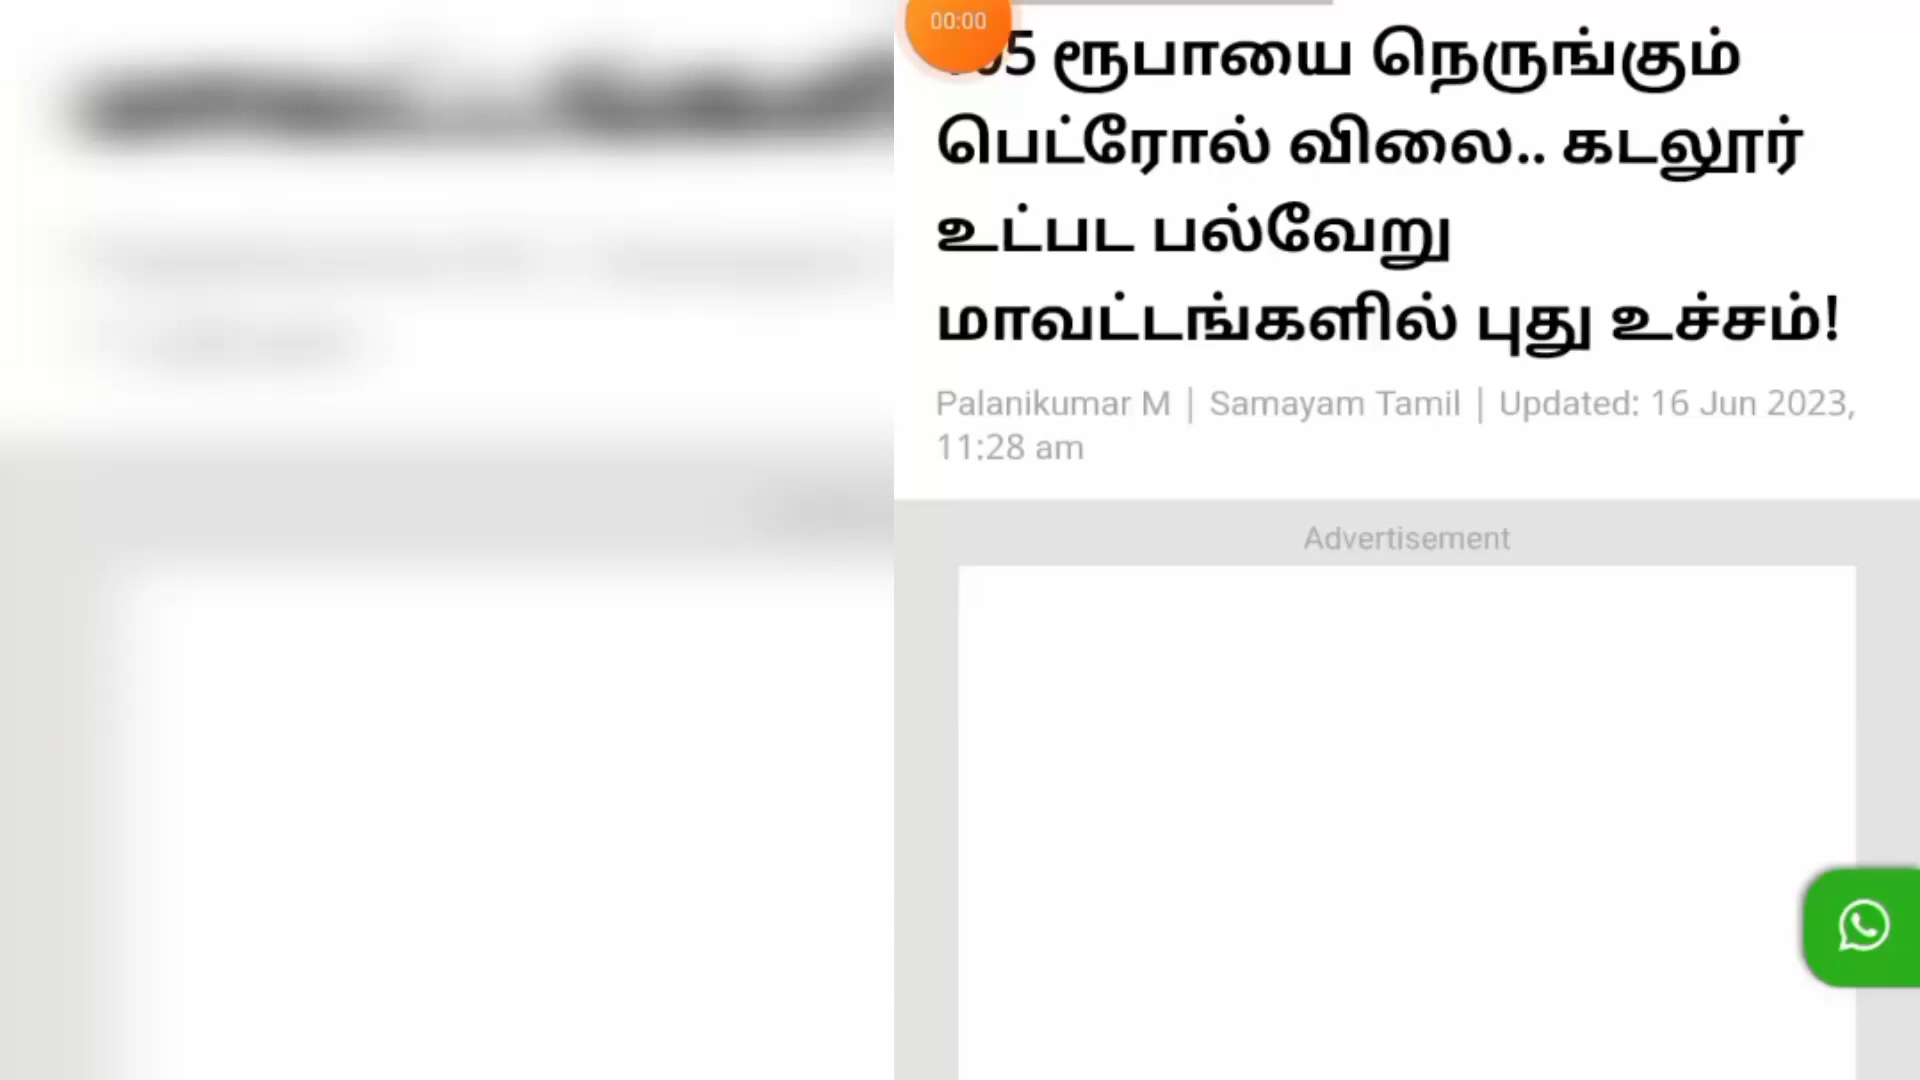 00:00
ரூபாயை நெருங்கும்
பெட்ரோல் விலை.. கடலூர்
உட்பட பல்வேறு
மாவட்டங்களில் புது உச்சம்!
Palanikumar M | Samayam Tamil | Updated: 16 Jun 2023,
11:28 am
Advertisement